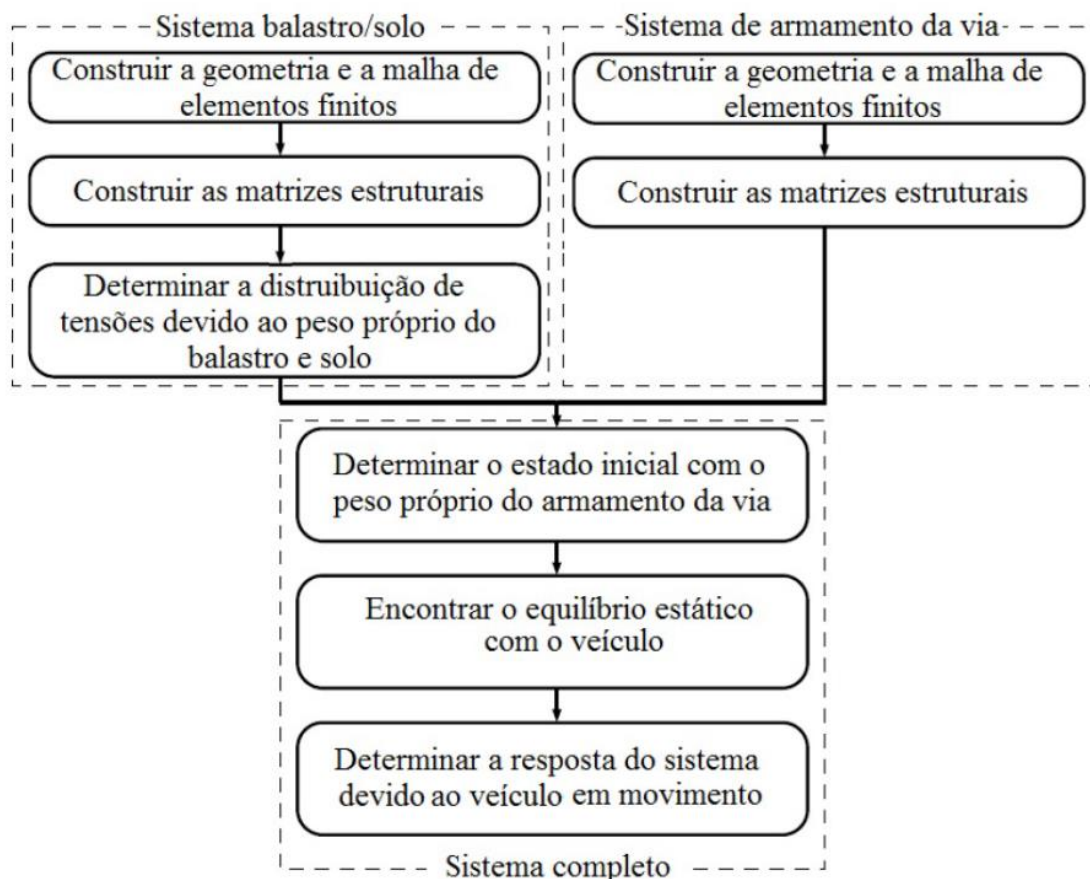 Sistema balastro/solo
Construir a geometria e a malha de
elementos finitos
Construir as matrizes estruturais
Determinar a distruibuição de
tensões devido ao peso próprio do
balastro e solo
Sistema de armamento da via
Construir a geometria e a malha de
elementos finitos
Construir as matrizes estruturais
Determinar o estado inicial com o
peso próprio do armamento da via
Encontrar o equilíbrio estático
com o veículo
Determinar a resposta do sistema
devido ao veículo em movimento
Sistema completo